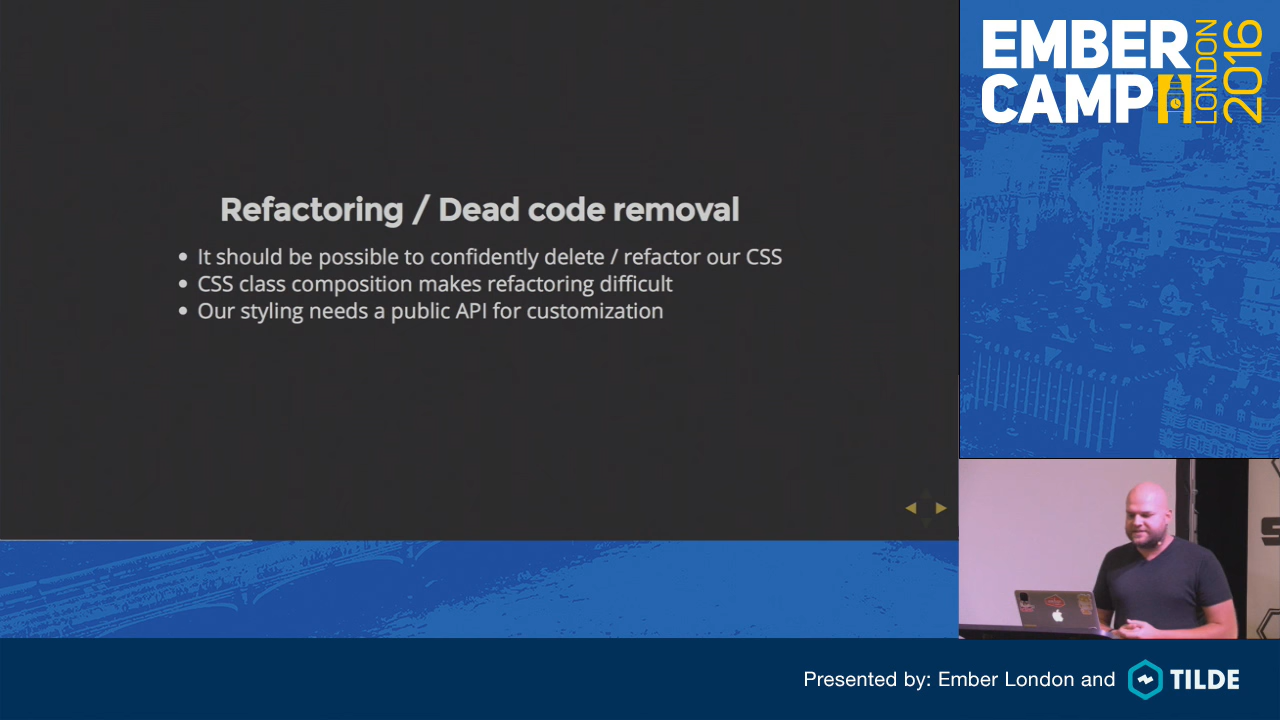 Refactoring / Dead code removal
It should be possible to confidently delete / refactor our CSS
CSS class composition makes refactoring difficult
Our styling needs a public API for customization
EMBER
CAMP
LONDON
2016
Presented by: Ember London and
TILDE